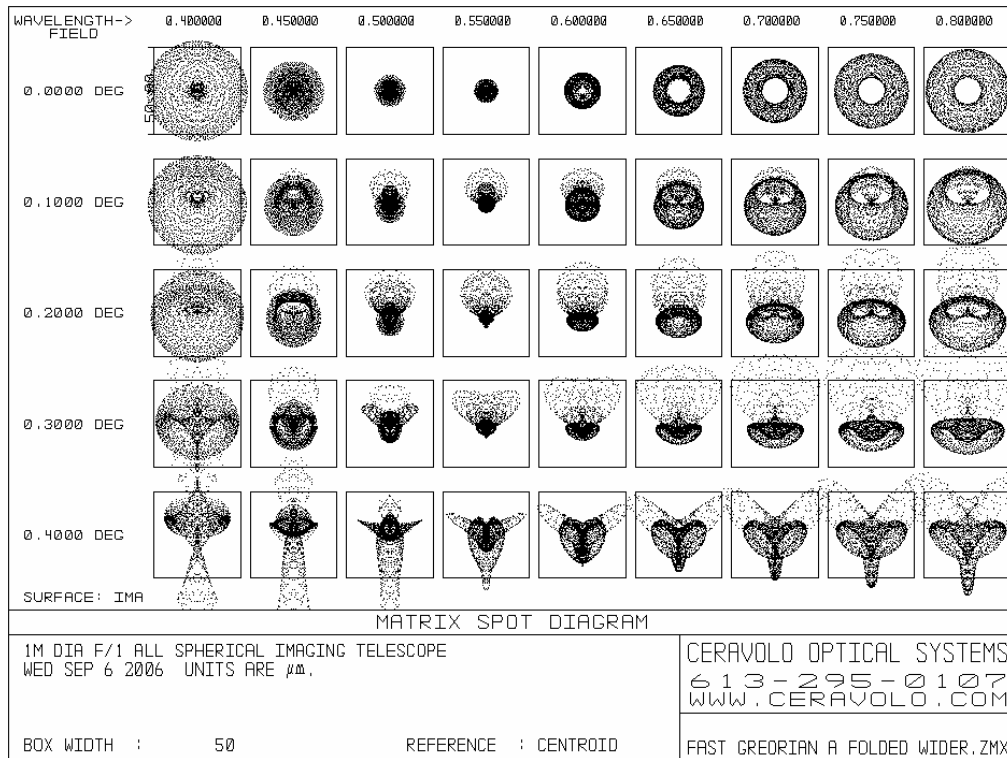 WAVELENGTH-> 0.400000 0.450000 0.500000 0.550000 0.600000 0.650000 0.700000 0.750000 0.800000
FIELD
0.0000 DEG
50.00
0.1000 DEG
0.2000 DEG
0.3000 DEG
0.4000 DEG
SURFACE: IMA
MATRIX SPOT DIAGRAM
1M DIA F/1 ALL SPHERICAL IMAGING TELESCOPE
WED SEP 6 2006 UNITS ARE µm.
BOX WIDTH : 50 REFERENCE : CENTROID
CERAVOLO OPTICAL SYSTEMS
613-295-0107
WWW.CERAVOLO.COM
FAST GREORIAN A FOLDED WIDER.ZMX